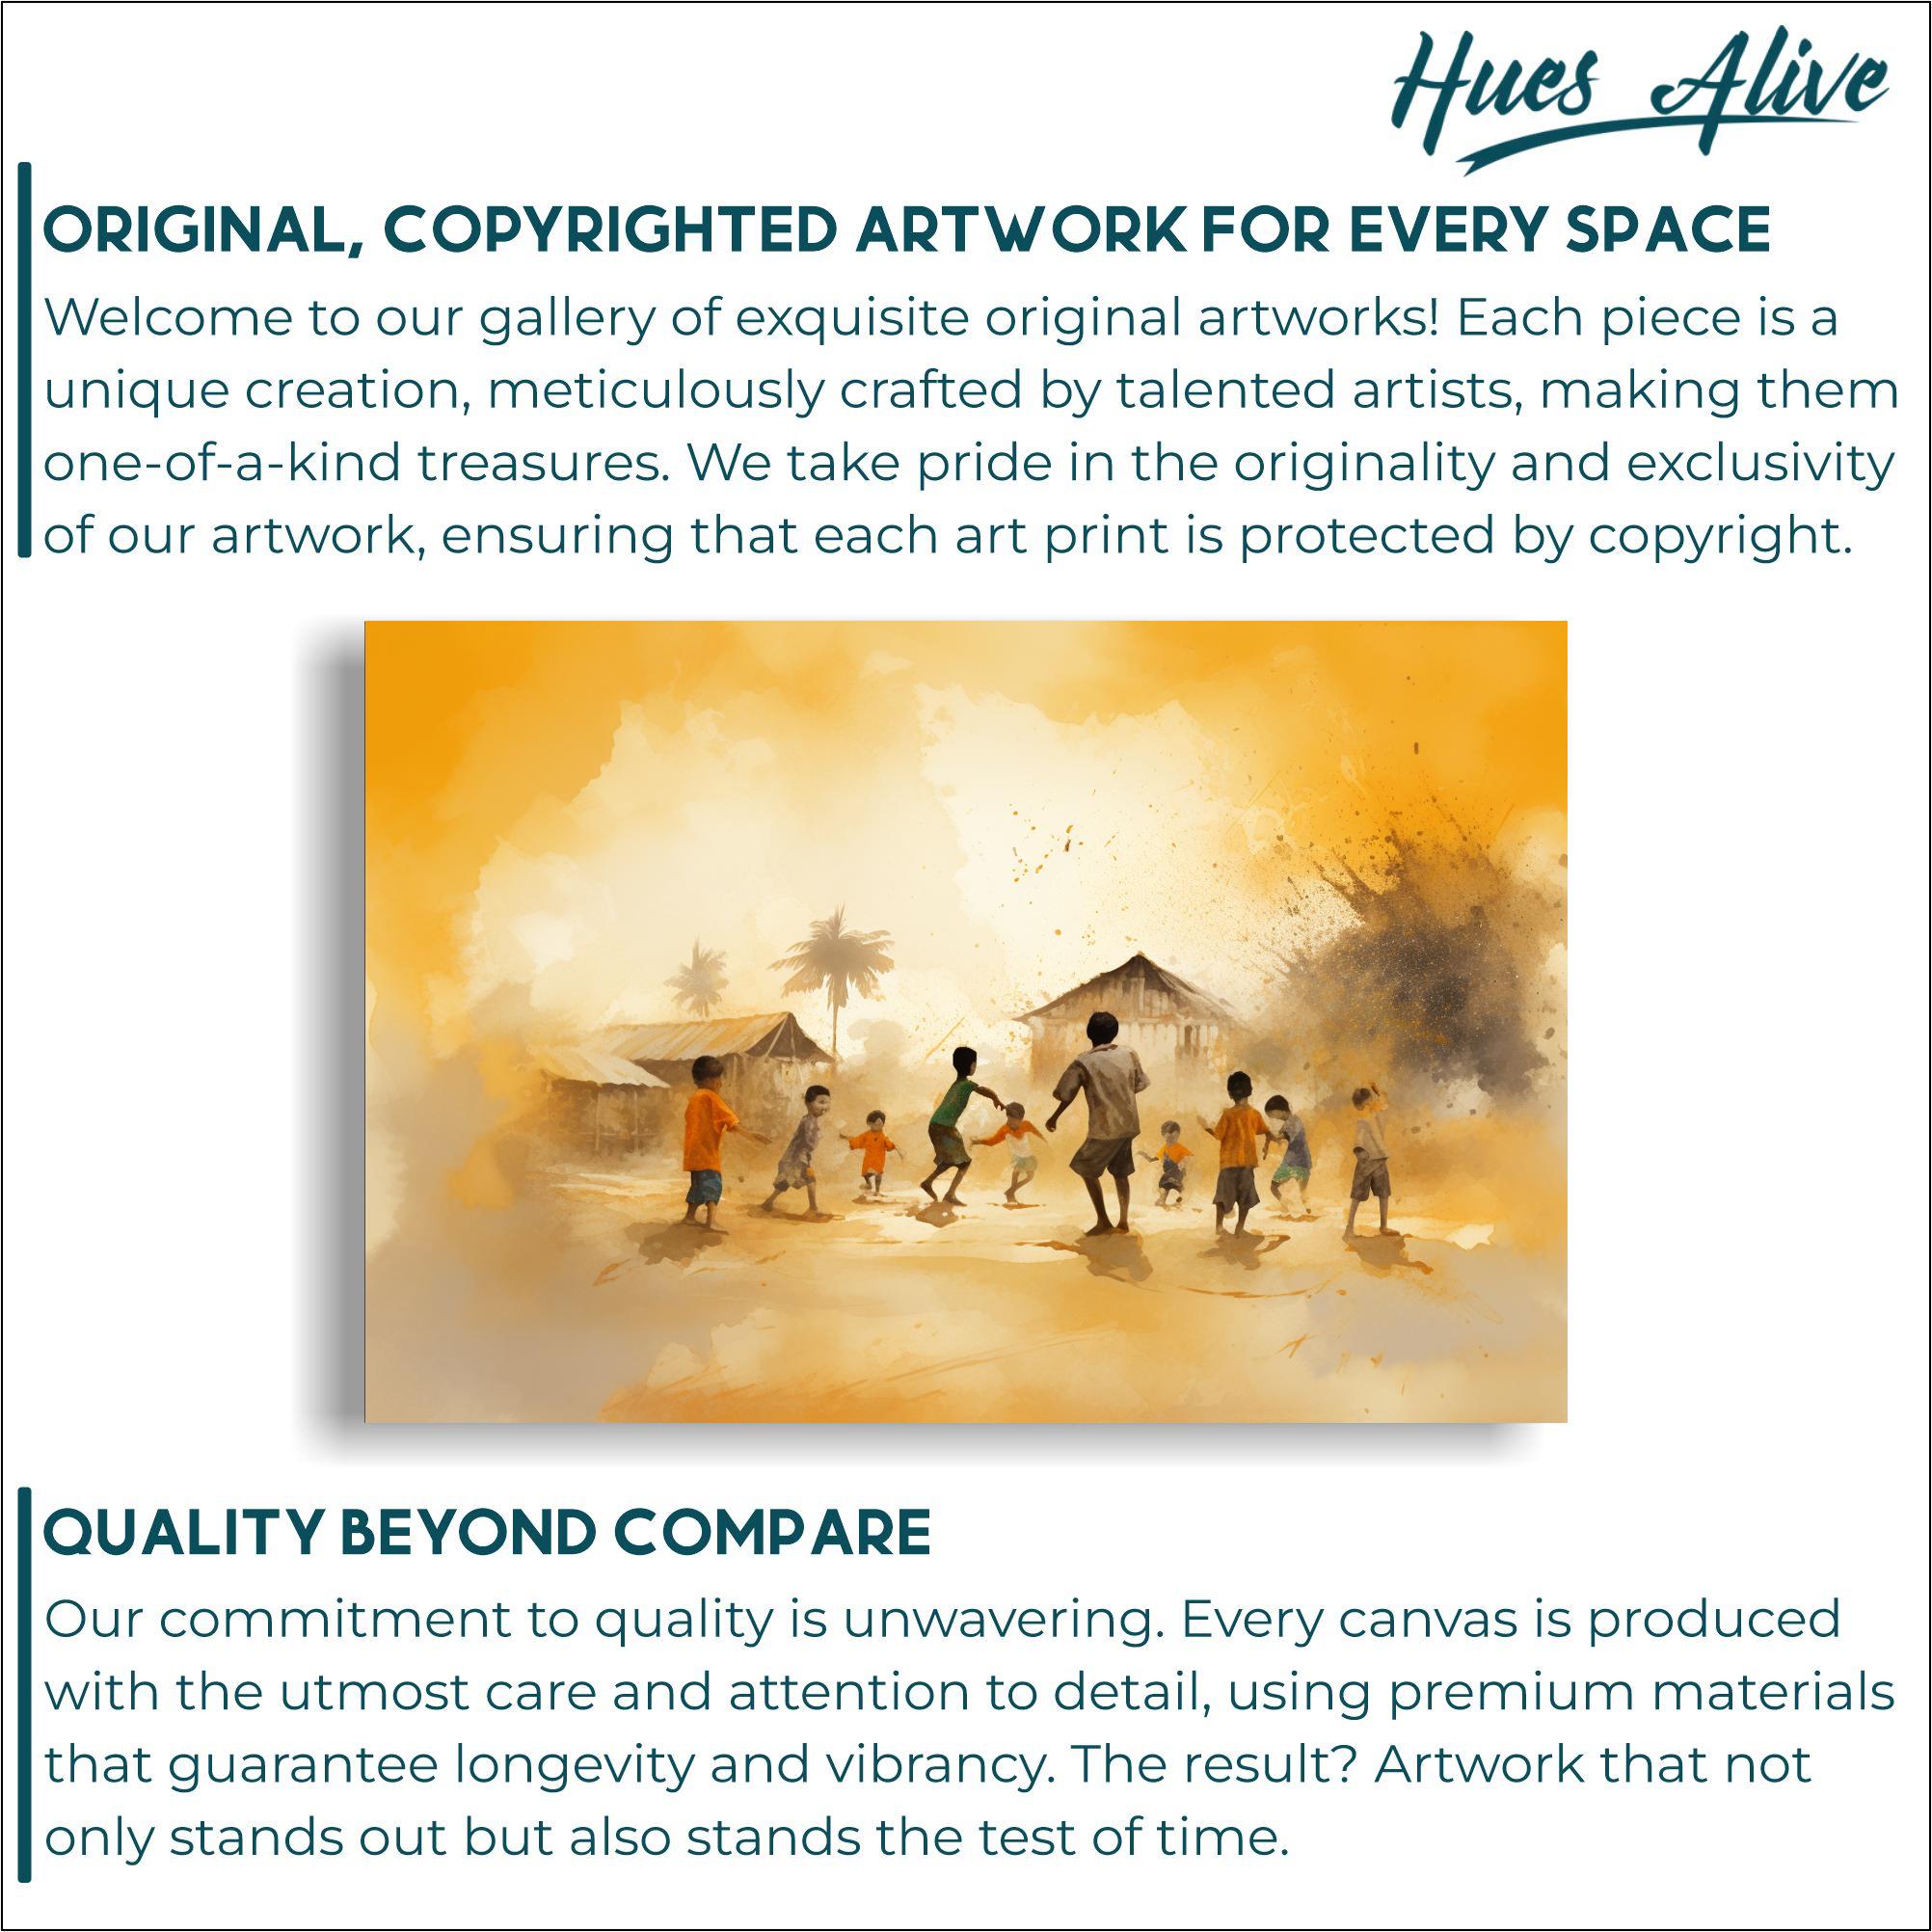 Hues Alive
ORIGINAL, COPYRIGHTED ARTWORK FOR EVERY SPACE
Welcome to our gallery of exquisite original artworks! Each piece is a
unique creation, meticulously crafted by talented artists, making them
one-of-a-kind treasures. We take pride in the originality and exclusivity
of our artwork, ensuring that each art print is protected by copyright.
QUALITY BEYOND COMPARE
Our commitment to quality is unwavering. Every canvas is produced
with the utmost care and attention to detail, using premium materials
that guarantee longevity and vibrancy. The result? Artwork that not
only stands out but also stands the test of time.